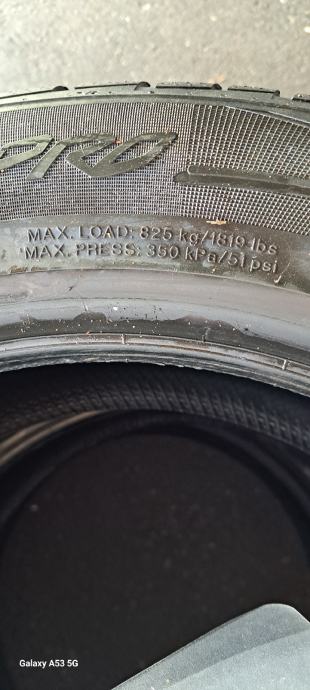 PRO
MAX. LOAD: 825 kg/1819 lbs
MAX. PRESS: 350 kPa/51 psi
Galaxy A53 5G